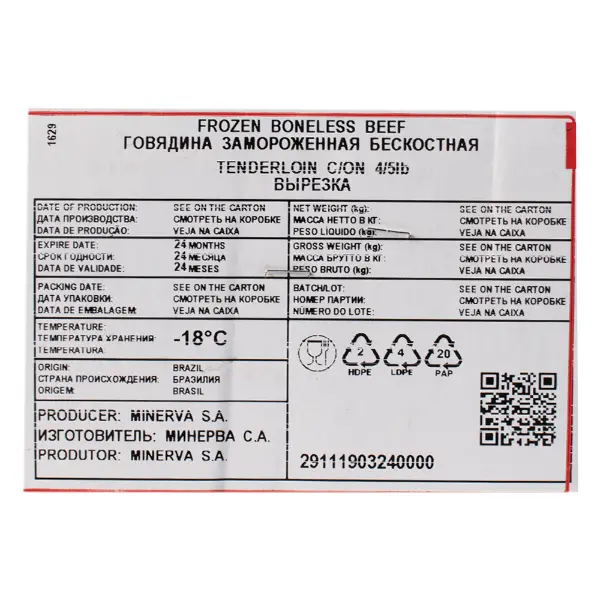 1629
FROZEN BONELESS BEEF
ГОВЯДИНА ЗАМОРОЖЕННАЯ БЕСКОСТНАЯ
TENDERLOIN C/ON 4/5lb
ВЫРЕЗКА
DATE OF PRODUCTION: SEE ON THE CARTON
ДАТА ПРОИЗВОДСТВА: СМОТРЕТЬ НА КОРОБКЕ
DATA DE PRODUÇÃO: VEJA NA CAIXA
NET WEIGHT (kg): SEE ON THE CARTON
МАССА НЕТТО В КГ: СМОТРЕТЬ НА КОРОБКЕ
PESO LÍQUIDO (kg): VEJA NA CAIXA
EXPIRE DATE: 24 MONTHS
СРОК ГОДНОСТИ: 24 МЕСЯЦА
DATA DE VALIDADE: 24 MESES
GROSS WEIGHT (kg): SEE ON THE CARTON
МАССА БРУТТО В КГ: СМОТРЕТЬ НА КОРОБКЕ
PESO BRUTO (kg): VEJA NA CAIXA
PACKING DATE: SEE ON THE CARTON
ДАТА УПАКОВКИ: СМОТРЕТЬ НА КОРОБКЕ
DATA DE EMBALAGEM: VEJA NA CAIXA
BATCH/LOT: SEE ON THE CARTON
НОМЕР ПАРТИИ: СМОТРЕТЬ НА КОРОБКЕ
NÚMERO DO LOTE: VEJA NA CAIXA
TEMPERATURE:
ТЕМПЕРАТУРА ХРАНЕНИЯ: -18°C
TEMPERATURA:
2 4 20
HDPE LDPE PAP
ORIGIN: BRAZIL
СТРАНА ПРОИСХОЖДЕНИЯ: БРАЗИЛИЯ
ORIGEM: BRASIL
PRODUCER: MINERVA S.A.
ИЗГОТОВИТЕЛЬ: МИНЕРВА С.А.
PRODUTOR: MINERVA S.A.
29111903240000